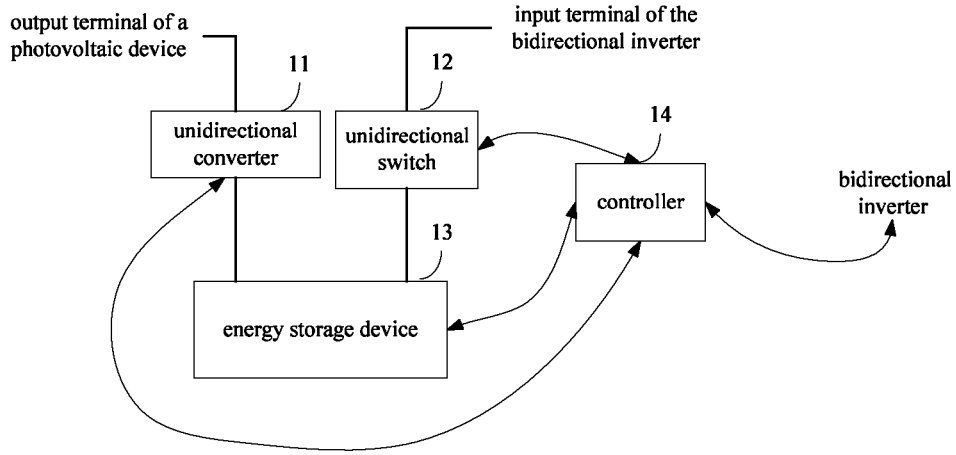 output terminal of a
photovoltaic device
input terminal of the
bidirectional inverter
11
12
unidirectional
converter
unidirectional
switch
14
controller
bidirectional
inverter
13
energy storage device